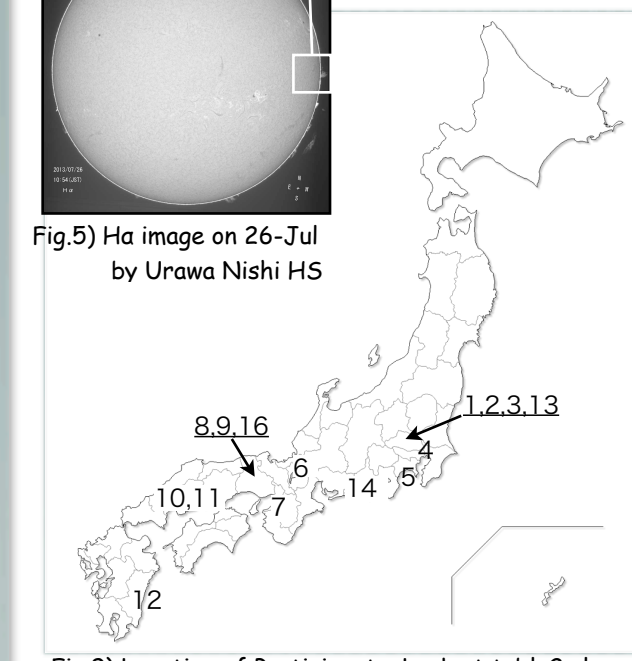 2013/07/26
10:54(JST)
Hα
N
E + W
S
Fig.5) Ha image on 26-Jul
by Urawa Nishi HS
1,2,3,13
8,9,16
4
6
5
14
10,11
7
12